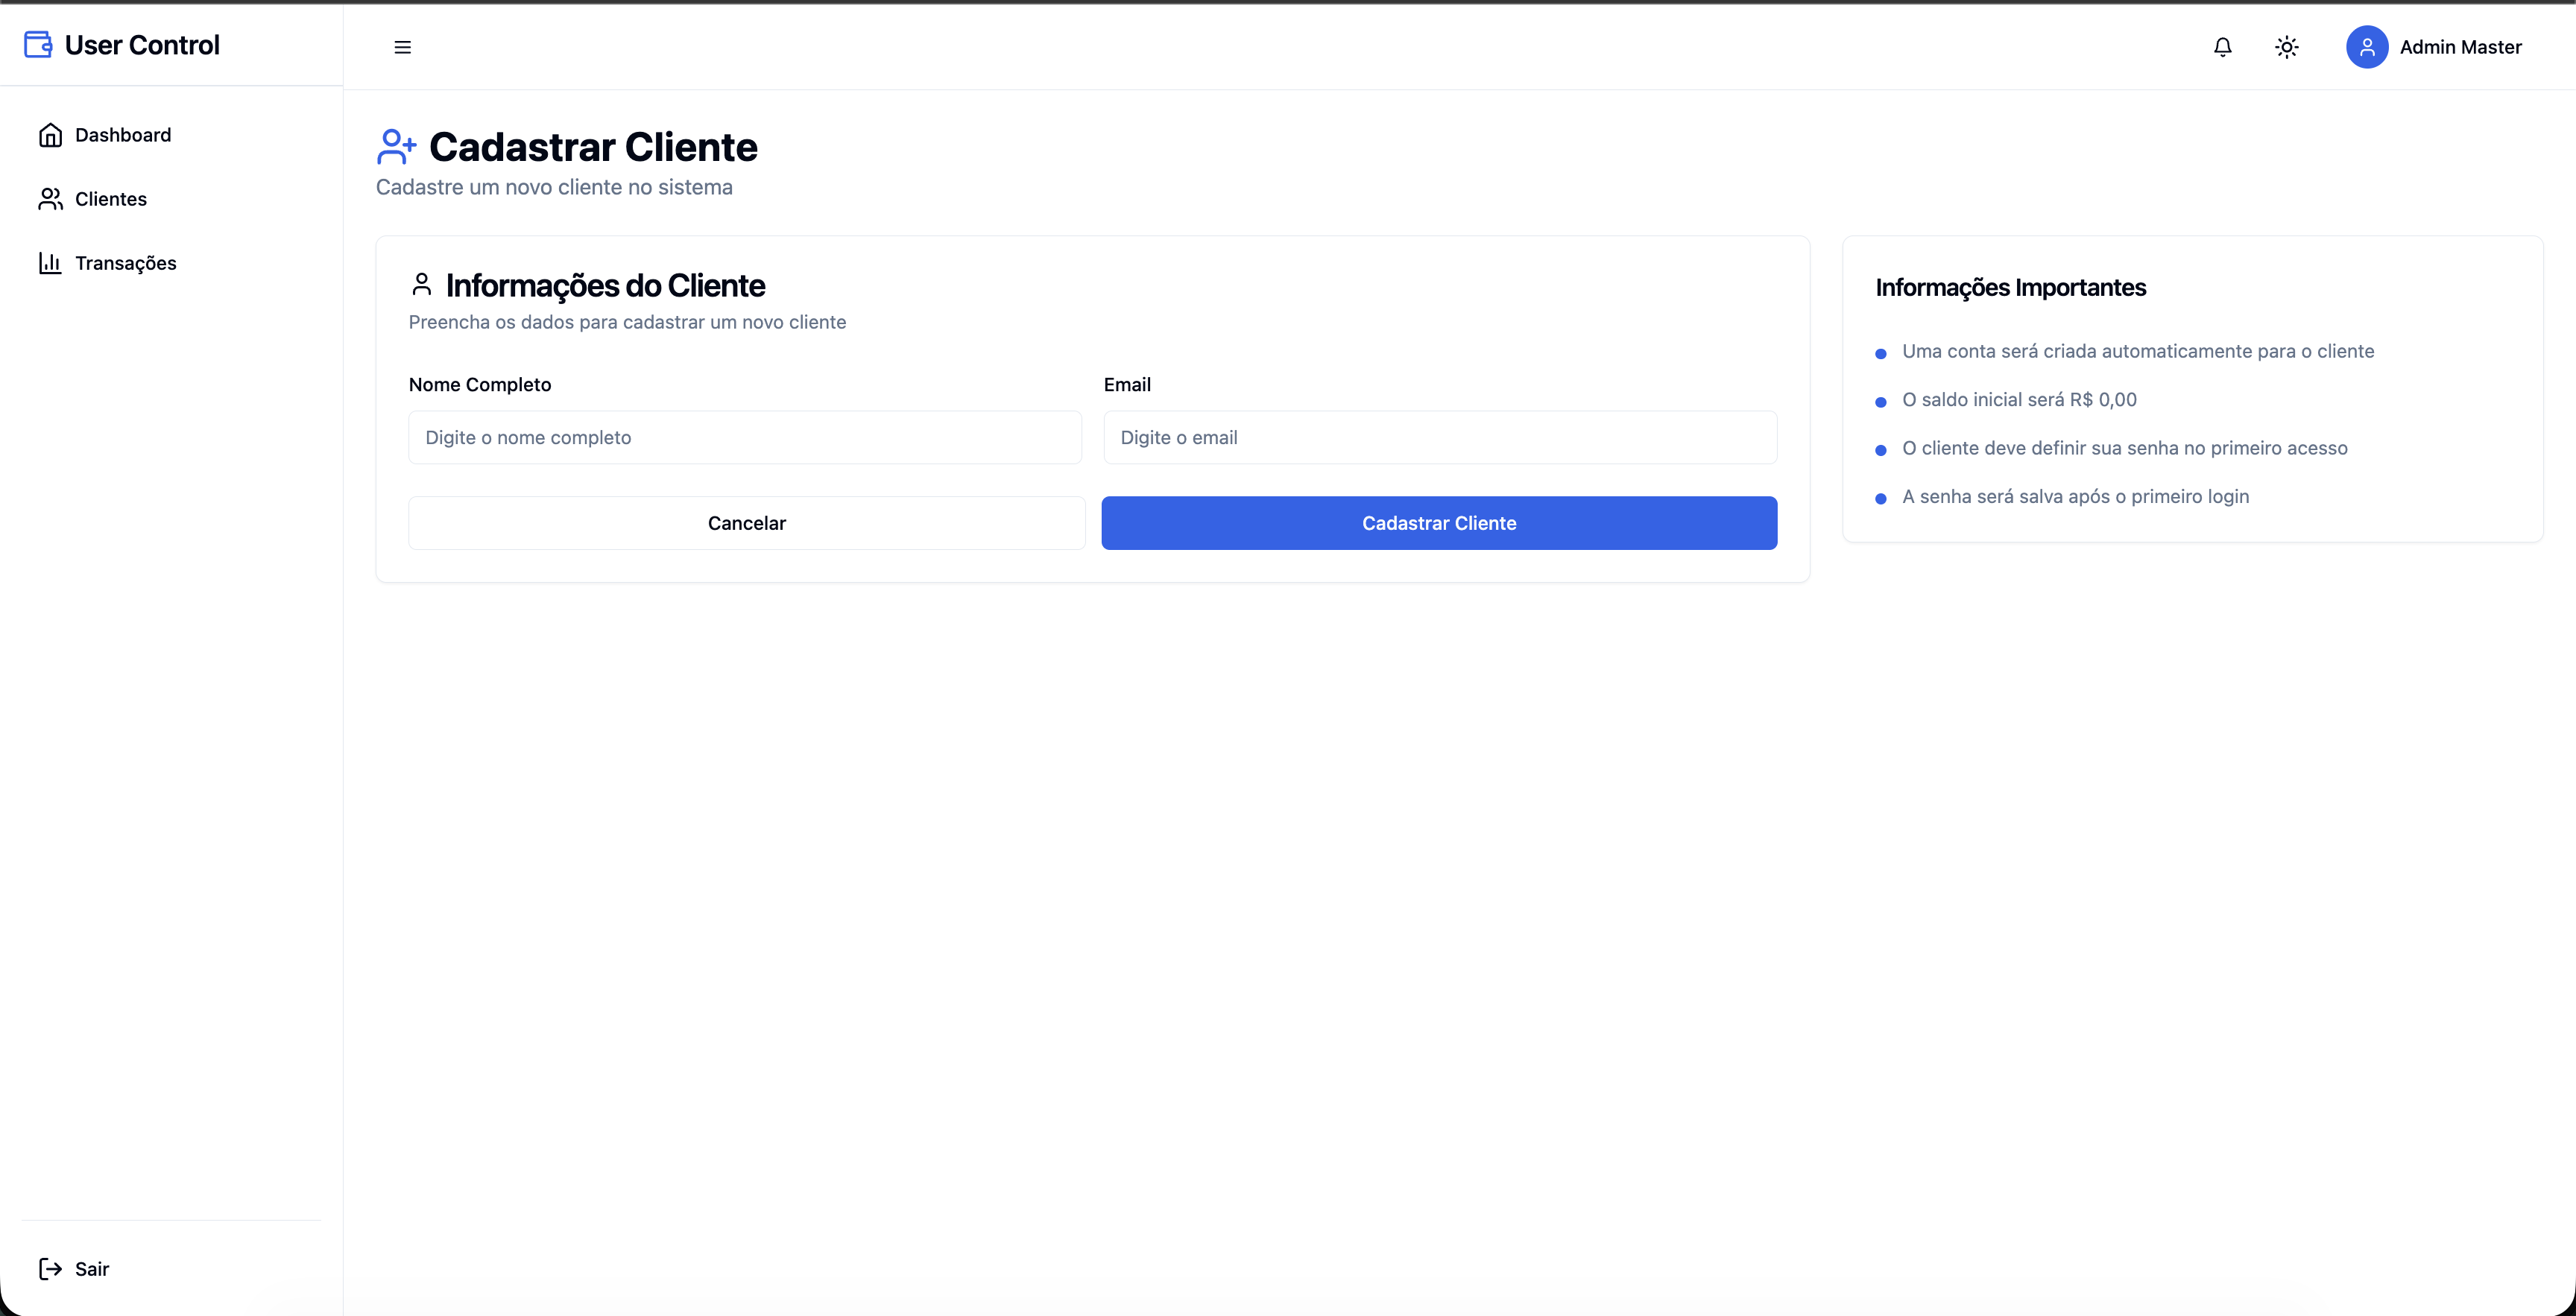 User Control
Admin Master
Dashboard
Clientes
Transações
Sair
Cadastrar Cliente
Cadastre um novo cliente no sistema
Informações do Cliente
Preencha os dados para cadastrar um novo cliente
Nome Completo
Digite o nome completo
Email
Digite o email
Cancelar
Cadastrar Cliente
Informações Importantes
Uma conta será criada automaticamente para o cliente
O saldo inicial será R$ 0,00
O cliente deve definir sua senha no primeiro acesso
A senha será salva após o primeiro login